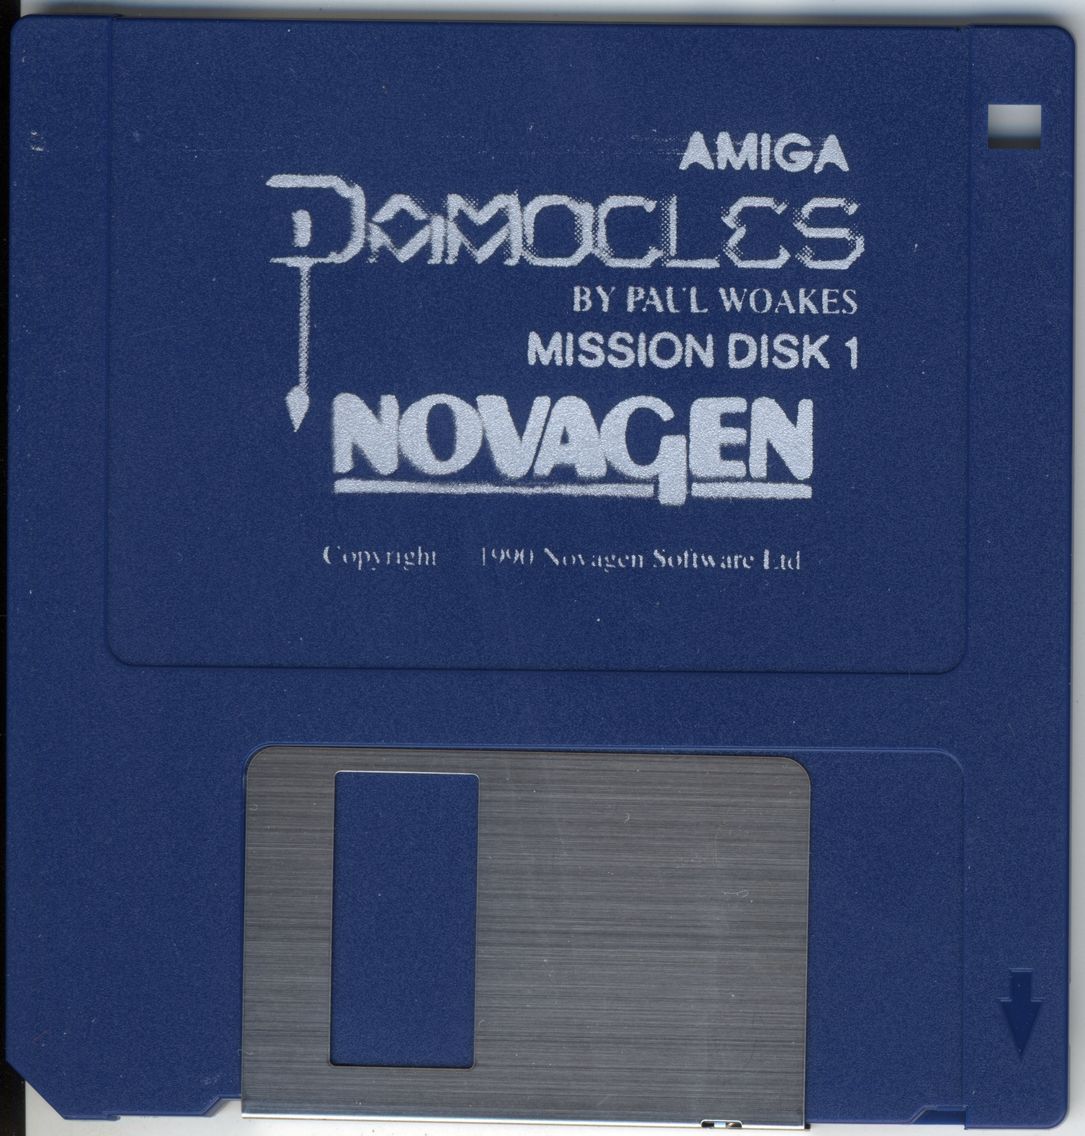 AMIGA
DAMOCLES
BY PAUL WOAKES
MISSION DISK 1
NOVAGEN
Copyright 1990 Novagen Software Ltd